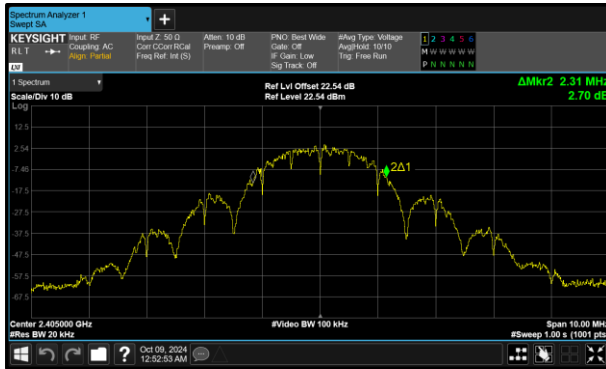 Spectrum Analyzer 1
Swept SA
KEYSIGHT
RLT
LXI
Input: RF
Coupling: AC
Align: Partial
Input Z: 50 Ω
Corr CCorr RCal
Freq Ref: Int (S)
Atten: 10 dB
Preamp: Off
PNO: Best Wide
Gate: Off
IF Gain: Low
Sig Track: Off
#Avg Type: Voltage
Avg|Hold: 10/10
Trig: Free Run
1 2 3 4 5 6
M W W W W W
P N N N N N
1 Spectrum
Scale/Div 10 dB
Ref Lvl Offset 22.54 dB
Ref Level 22.54 dBm
ΔMkr2 2.31 MHz
2.70 dB
Log
12.5
2.54
-7.46
-17.5
-27.5
-37.5
-47.5
-57.5
-67.5
2Δ1
Center 2.405000 GHz
#Res BW 20 kHz
#Video BW 100 kHz
Span 10.00 MHz
#Sweep 1.00 s (1001 pts)
?
Oct 09, 2024
12:52:53 AM